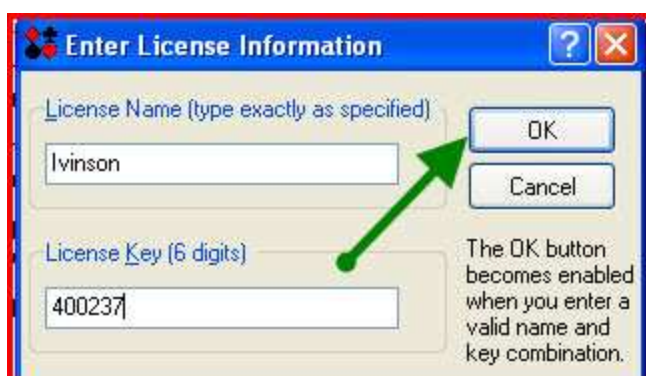 Enter License Information
License Name (type exactly as specified)
Ivinson
OK
Cancel
License Key (6 digits)
400237
The OK button
becomes enabled
when you enter a
valid name and
key combination.